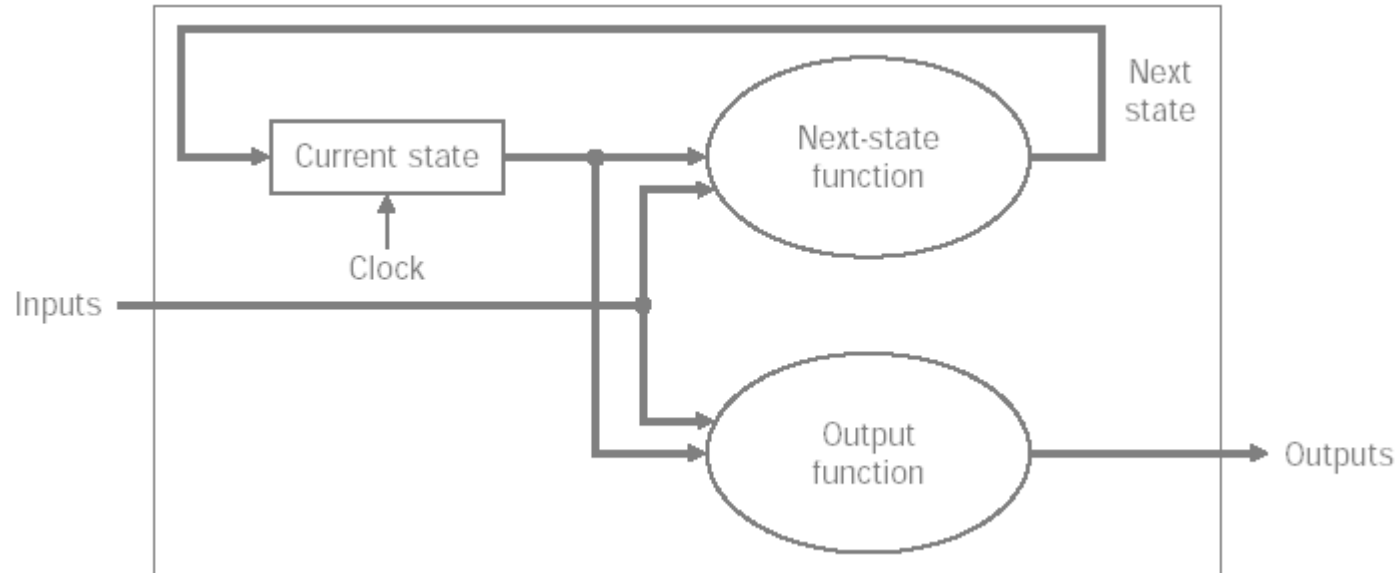 Next
state
Next-state
function
Current state
Clock
Inputs
Output
function
Outputs